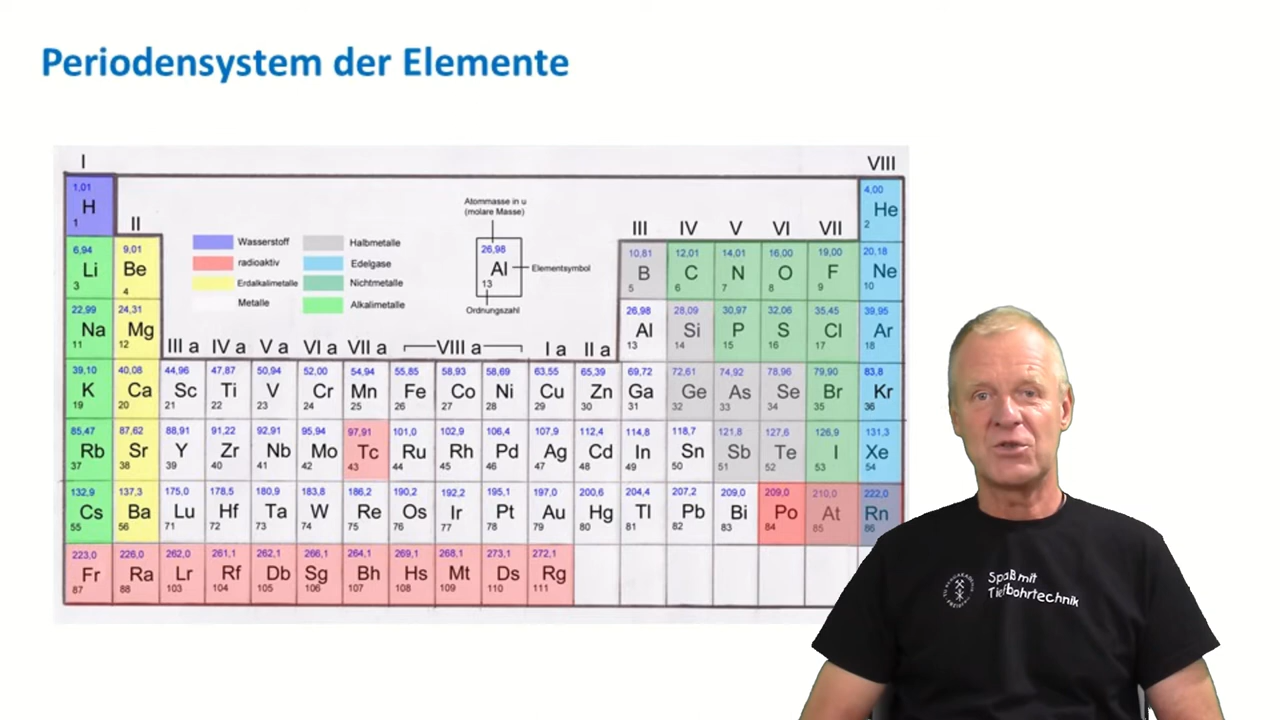 Periodensystem der Elemente
I
VIII
1,01
H
1
Atommasse in u
(molare Masse)
4,00
He
2
II
III
IV
V
VI
VII
Wasserstoff
Halbmetalle
radioaktiv
Edelgase
Erdalkalimetalle
Nichtmetalle
Metalle
Alkalimetalle
26,98
Al
13
Elementsymbol
Ordnungszahl
6,94 9,01 10,81 12,01 14,01 16,00 19,00 20,18
Li Be B C N O F Ne
3 4 5 6 7 8 9 10
22,99 24,31 26,98 28,09 30,97 32,06 35,45 39,95
Na Mg Al Si P S Cl Ar
11 12 13 14 15 16 17 18
III a IV a V a VI a VII a VIII a I a II a
39,10 40,08 44,96 47,87 50,94 52,00 54,94 55,85 58,93 58,69 63,55 65,39 69,72 72,61 74,92 78,96 79,90 83,8
K Ca Sc Ti V Cr Mn Fe Co Ni Cu Zn Ga Ge As Se Br Kr
19 20 21 22 23 24 25 26 27 28 29 30 31 32 33 34 35 36
85,47 87,62 88,91 91,22 92,91 95,94 97,91 101,0 102,9 106,4 107,9 112,4 114,8 118,7 121,8 127,6 126,9 131,3
Rb Sr Y Zr Nb Mo Tc Ru Rh Pd Ag Cd In Sn Sb Te I Xe
37 38 39 40 41 42 43 44 45 46 47 48 49 50 51 52 53 54
132,9 137,3 175,0 178,5 180,9 183,8 186,2 190,2 192,2 195,1 197,0 200,6 204,4 207,2 209,0 209,0 210,0 222,0
Cs Ba Lu Hf Ta W Re Os Ir Pt Au Hg Tl Pb Bi Po At Rn
55 56 71 72 73 74 75 76 77 78 79 80 81 82 83 84 85 86
223,0 226,0 262,0 261,1 262,1 266,1 264,1 269,1 268,1 273,1 272,1
Fr Ra Lr Rf Db Sg Bh Hs Mt Ds Rg
87 88 103 104 105 106 107 108 109 110 111
Spaß mit
Tiefbohrtechnik